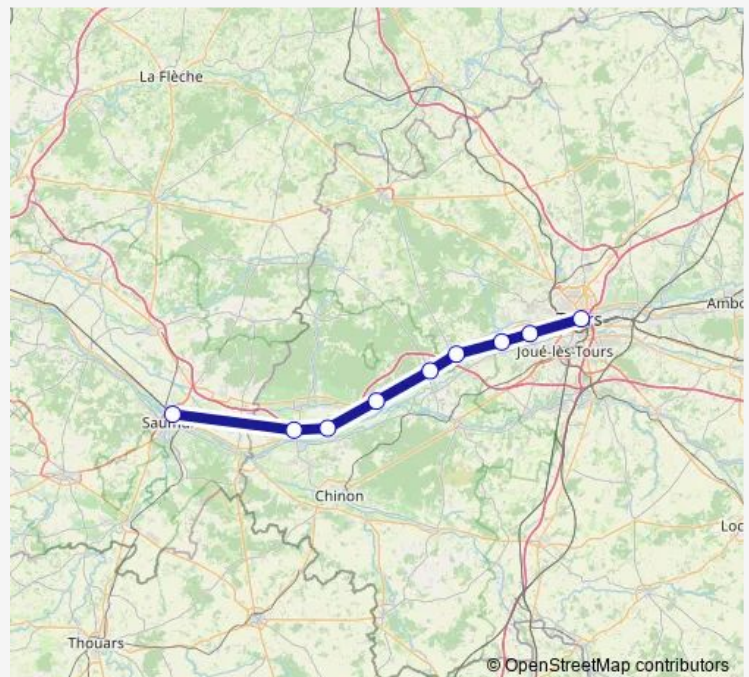 La Flèche
Ambo
Joué-lès-Tours
Chinon
Loc
Thouars
© OpenStreetMap contributors